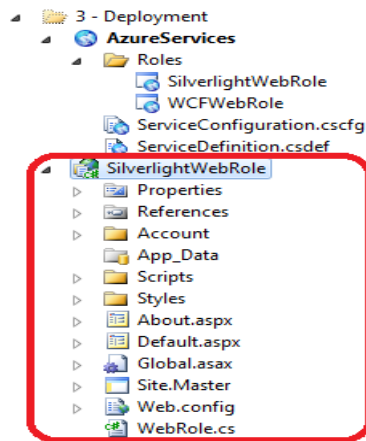 3 - Deployment
AzureServices
Roles
SilverlightWebRole
WCFWebRole
ServiceConfiguration.cscfg
ServiceDefinition.csdef
SilverlightWebRole
Properties
References
Account
App_Data
Scripts
Styles
About.aspx
Default.aspx
Global.asax
Site.Master
Web.config
WebRole.cs